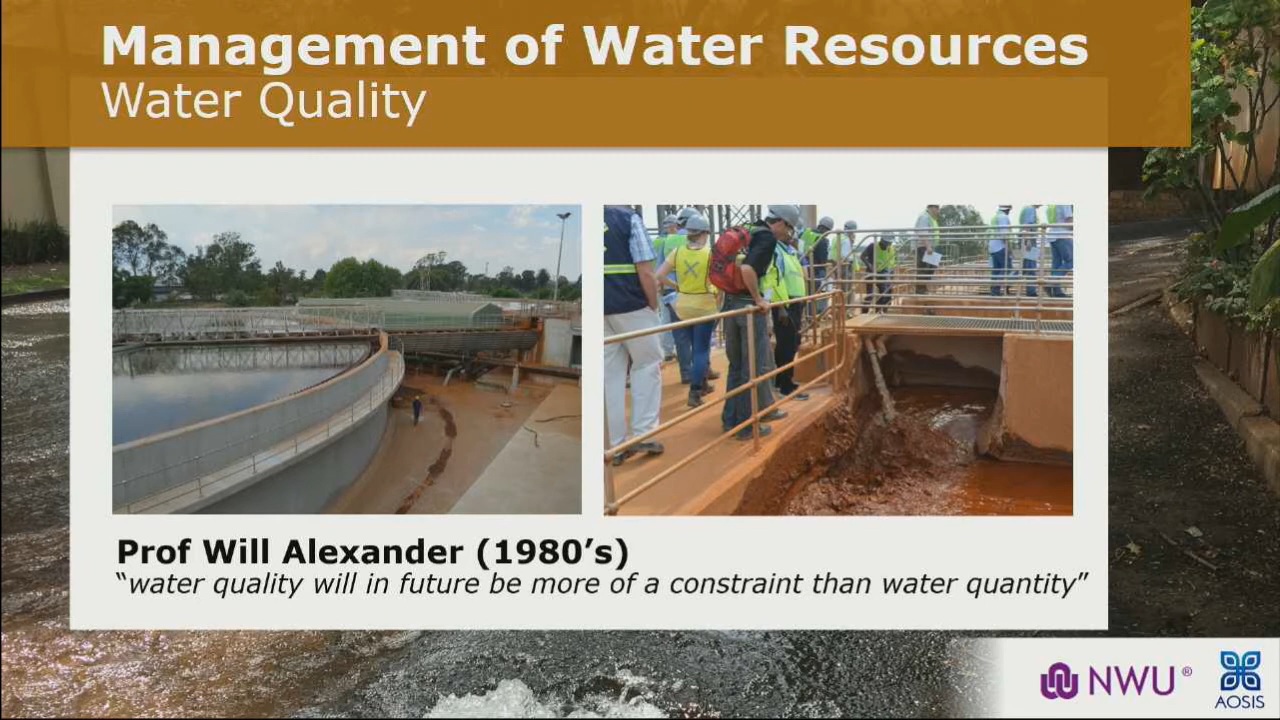 Management of Water Resources
Water Quality
Prof Will Alexander (1980’s)
“water quality will in future be more of a constraint than water quantity”
NWU®
AOSIS